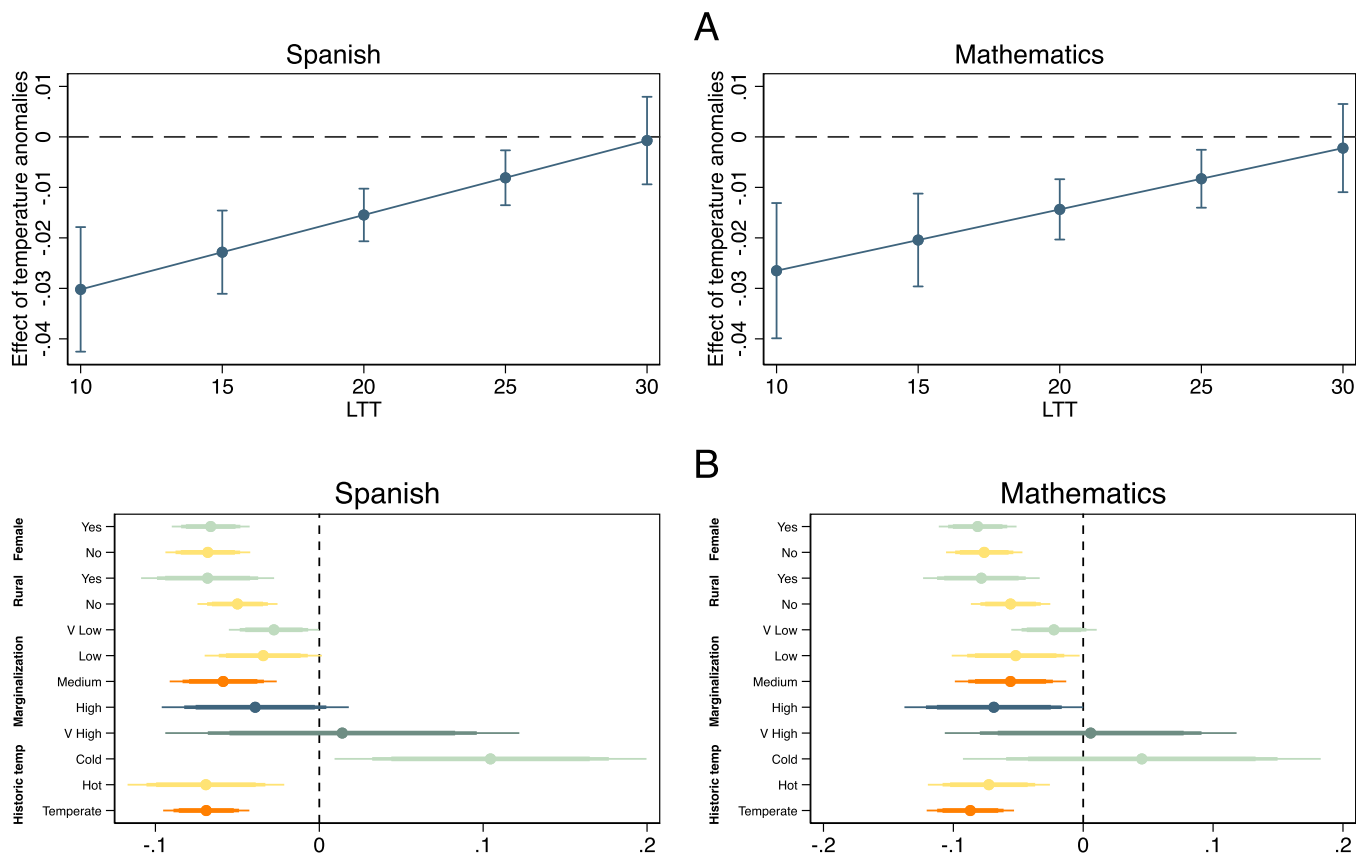 A
Spanish
Effect of temperature anomalies
.01
0
-.01
-.02
-.03
-.04
10 15 20 25 30
LTT
Mathematics
Effect of temperature anomalies
.01
0
-.01
-.02
-.03
-.04
10 15 20 25 30
LTT
B
Spanish
Female
Yes
No
Rural
Yes
No
Marginalization
V Low
Low
Medium
High
V High
Historic temp
Cold
Hot
Temperate
-.1 0 .1 .2
Mathematics
Female
Yes
No
Rural
Yes
No
Marginalization
V Low
Low
Medium
High
V High
Historic temp
Cold
Hot
Temperate
-.2 -.1 0 .1 .2